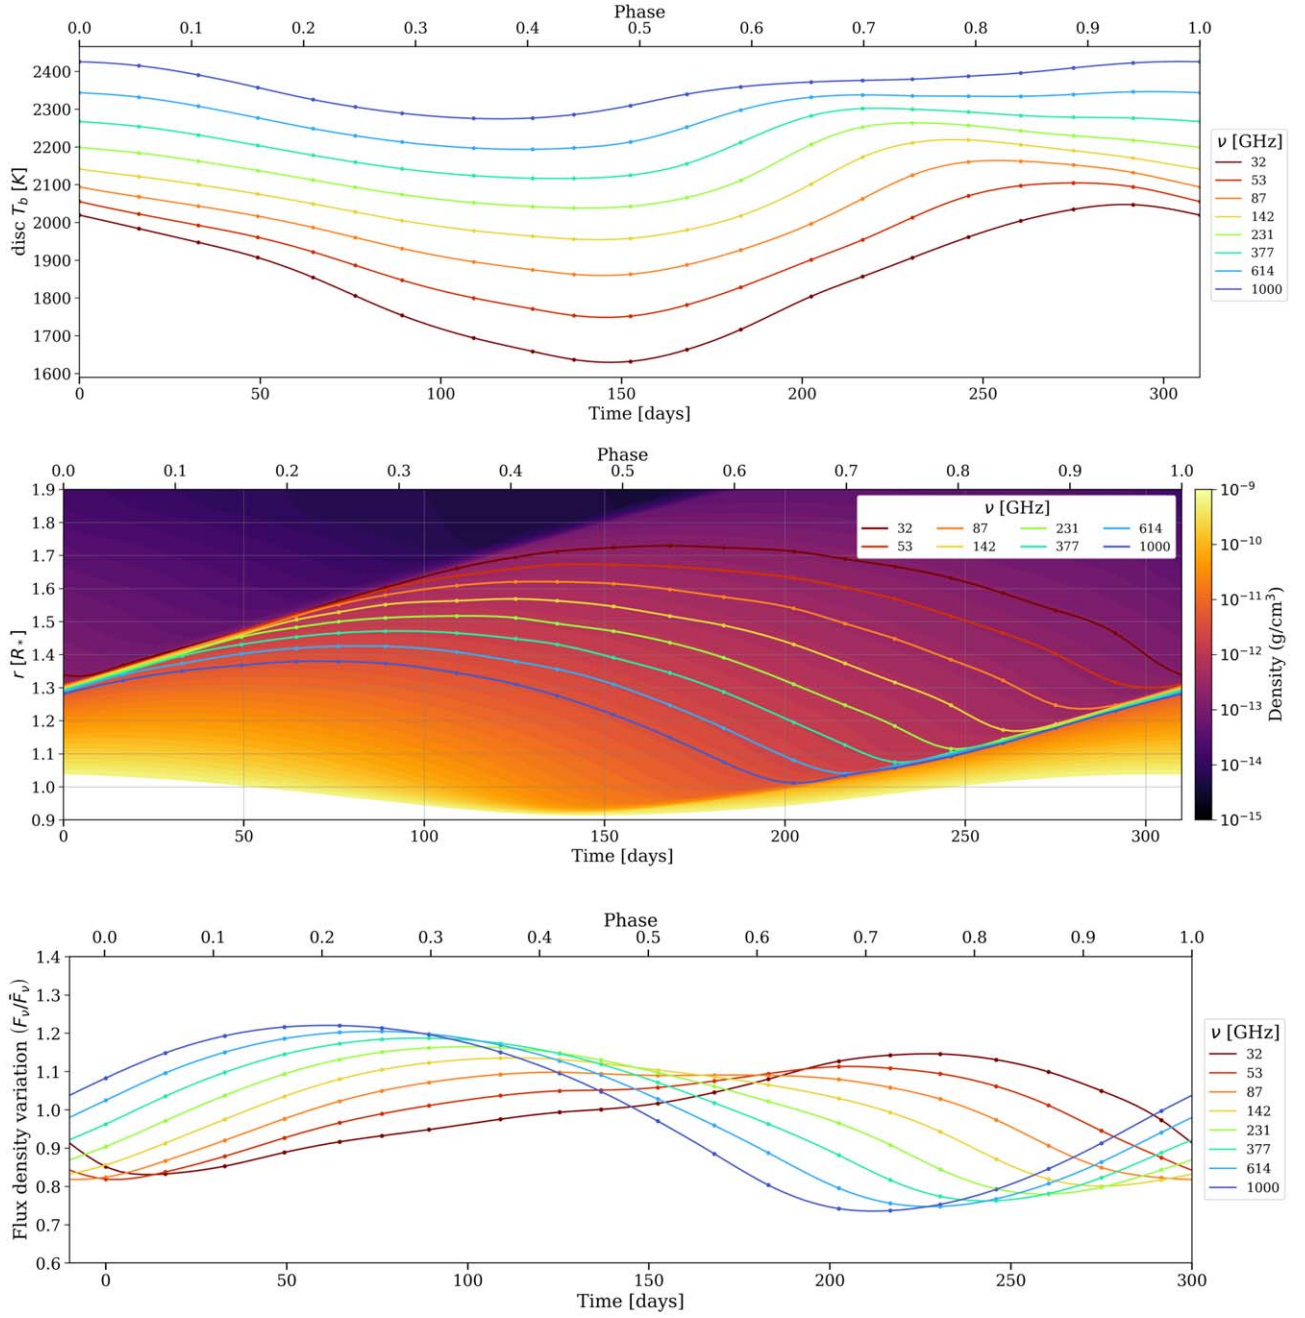 Phase
0.0 0.1 0.2 0.3 0.4 0.5 0.6 0.7 0.8 0.9 1.0
disc T_b [K]
2400
2300
2200
2100
2000
1900
1800
1700
1600
0 50 100 150 200 250 300
Time [days]
ν [GHz]
32
53
87
142
231
377
614
1000
Phase
0.0 0.1 0.2 0.3 0.4 0.5 0.6 0.7 0.8 0.9 1.0
r [R*]
1.9
1.8
1.7
1.6
1.5
1.4
1.3
1.2
1.1
1.0
0.9
ν [GHz]
32 87 231 614
53 142 377 1000
0 50 100 150 200 250 300
Time [days]
10⁻⁹
10⁻¹⁰
10⁻¹¹
10⁻¹²
10⁻¹³
10⁻¹⁴
10⁻¹⁵
Density (g/cm³)
Phase
0.0 0.1 0.2 0.3 0.4 0.5 0.6 0.7 0.8 0.9 1.0
Flux density variation (F_ν/F̄_ν)
1.4
1.3
1.2
1.1
1.0
0.9
0.8
0.7
0.6
0 50 100 150 200 250 300
Time [days]
ν [GHz]
32
53
87
142
231
377
614
1000